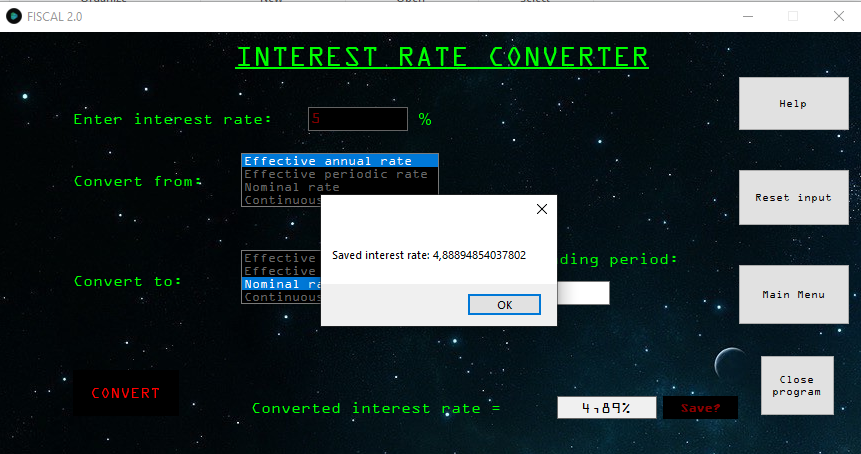 FISCAL 2.0
INTEREST RATE CONVERTER
Help
Enter interest rate: 5 %
Effective annual rate
Effective periodic rate
Nominal rate
Continuous
Convert from:
Reset input
Saved interest rate: 4,88894854037802
OK
Effective
Effective
Nominal ra
Continuous
Convert to:
ding period:
Main Menu
CONVERT
Close
program
Converted interest rate = 4,89% Save?